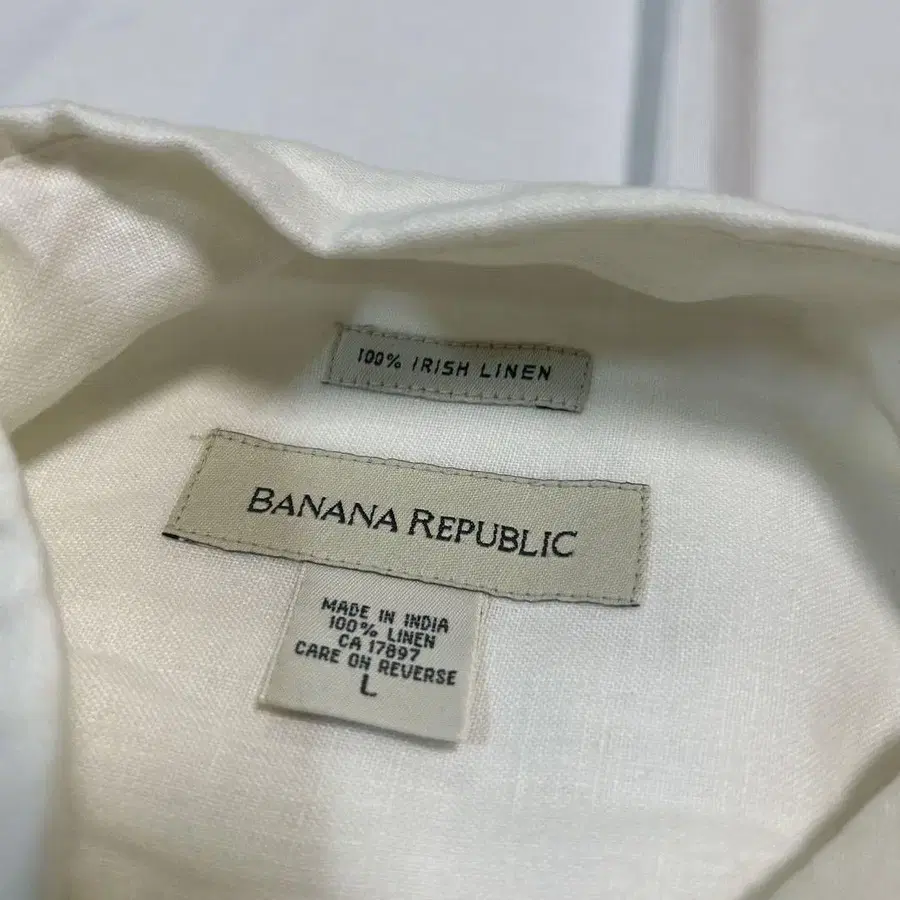 100% IRISH LINEN
BANANA REPUBLIC
MADE IN INDIA
100% LINEN
CA 17897
CARE ON REVERSE
L